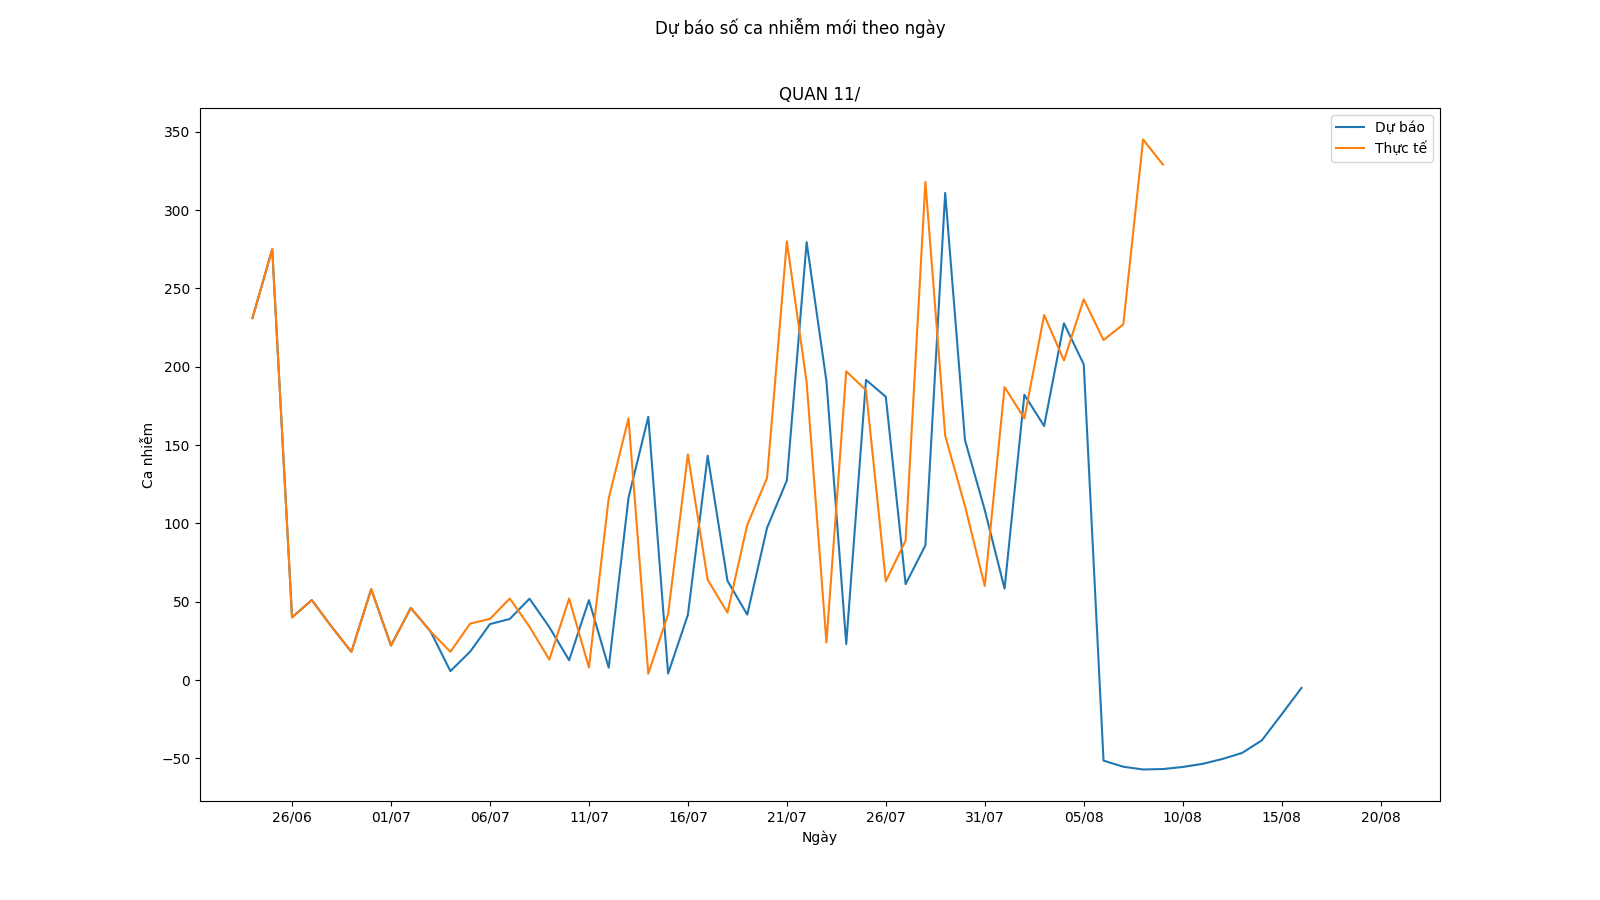 Dự báo số ca nhiễm mới theo ngày
QUAN 11/
Dự báo
Thực tế
350
300
250
200
150
100
50
0
−50
Ca nhiễm
26/06 01/07 06/07 11/07 16/07 21/07 26/07 31/07 05/08 10/08 15/08 20/08
Ngày